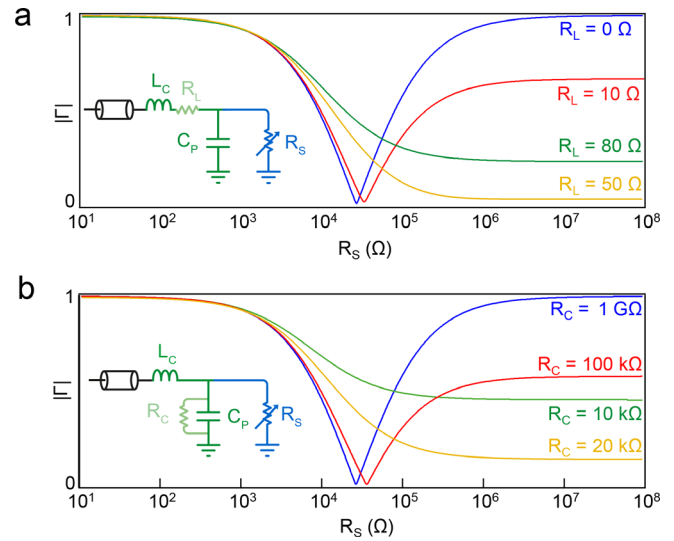 a
1
|Γ|
0
L_C
R_L
C_P
R_S
R_L = 0 Ω
R_L = 10 Ω
R_L = 80 Ω
R_L = 50 Ω
10^1 10^2 10^3 10^4 10^5 10^6 10^7 10^8
R_S (Ω)
b
1
|Γ|
0
L_C
R_C
C_P
R_S
R_C = 1 GΩ
R_C = 100 kΩ
R_C = 10 kΩ
R_C = 20 kΩ
10^1 10^2 10^3 10^4 10^5 10^6 10^7 10^8
R_S (Ω)